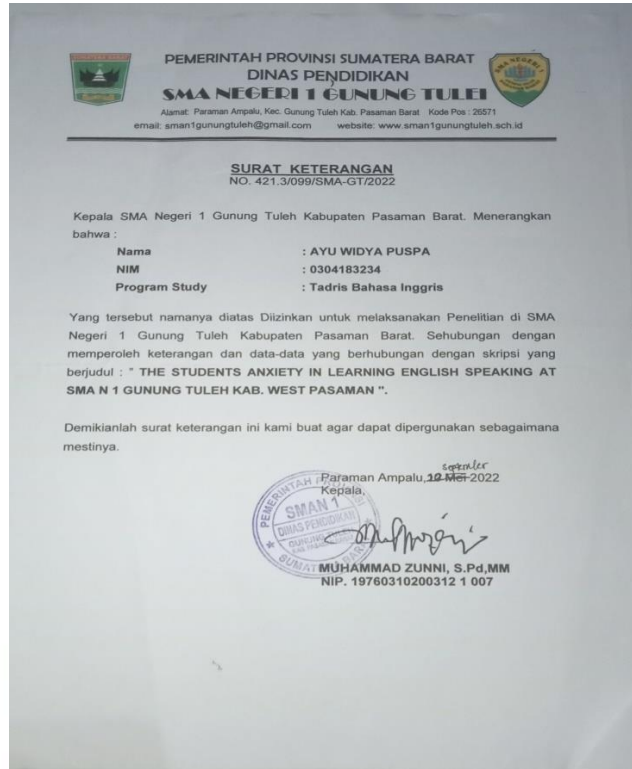 PEMERINTAH PROVINSI SUMATERA BARAT
DINAS PENDIDIKAN
SMA NEGERI 1 GUNUNG TULEH
Alamat: Paraman Ampalu, Kec. Gunung Tuleh Kab. Pasaman Barat Kode Pos : 26571
email: sman1gunungtuleh@gmail.com website: www.sman1gunungtuleh.sch.id
SURAT KETERANGAN
NO. 421.3/099/SMA-GT/2022
Kepala SMA Negeri 1 Gunung Tuleh Kabupaten Pasaman Barat. Menerangkan
bahwa :
Nama : AYU WIDYA PUSPA
NIM : 0304183234
Program Study : Tadris Bahasa Inggris
Yang tersebut namanya diatas Diizinkan untuk melaksanakan Penelitian di SMA
Negeri 1 Gunung Tuleh Kabupaten Pasaman Barat. Sehubungan dengan
memperoleh keterangan dan data-data yang berhubungan dengan skripsi yang
berjudul : " THE STUDENTS ANXIETY IN LEARNING ENGLISH SPEAKING AT
SMA N 1 GUNUNG TULEH KAB. WEST PASAMAN ".
Demikianlah surat keterangan ini kami buat agar dapat dipergunakan sebagaimana
mestinya.
september
Paraman Ampalu, Mei 2022
Kepala,
PEMERINTAH PROVINSI
SMAN 1
DINAS PENDIDIKAN
GUNUNG
SUMATERA BARAT
MUHAMMAD ZUNNI, S.Pd,MM
NIP. 19760310200312 1 007